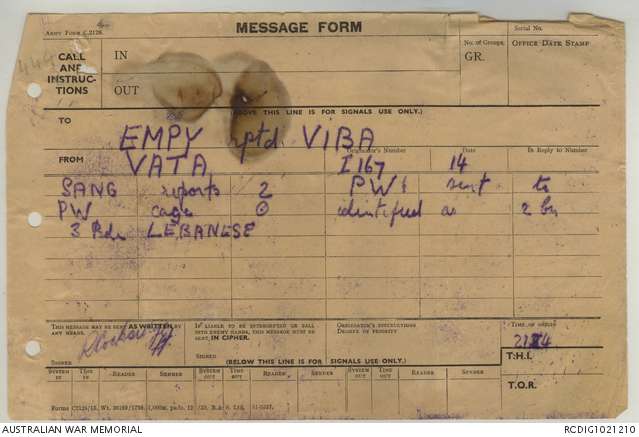 Army Form C.2128.
MESSAGE FORM
Serial No.
CALL AND INSTRUC-TIONS
IN
OUT
No. of Groups.
GR.
OFFICE DATE STAMP
(ABOVE THIS LINE IS FOR SIGNALS USE ONLY.)
TO
EMPY rptd VIBA
FROM
Originator's Number
Date
In Reply to Number
VATA I 167 14
SANG reports 2 PWs sent to
PW cage ⊙ identified as 2 bn
3 Bde LEBANESE
THIS MESSAGE MAY BE SENT AS WRITTEN BY ANY MEANS.
SIGNED
IF LIABLE TO BE INTERCEPTED OR FALL INTO ENEMY HANDS, THIS MESSAGE MUST BE SENT IN CIPHER.
SIGNED
ORIGINATOR'S INSTRUCTIONS
DEGREE OF PRIORITY
TIME OF ORIGIN
T.H.I.
T.O.R.
(BELOW THIS LINE IS FOR SIGNALS USE ONLY.)
SYSTEM IN TIME IN READER SENDER SYSTEM OUT TIME OUT READER SENDER SYSTEM OUT TIME OUT READER SENDER
AUSTRALIAN WAR MEMORIAL
RCDIG1021210